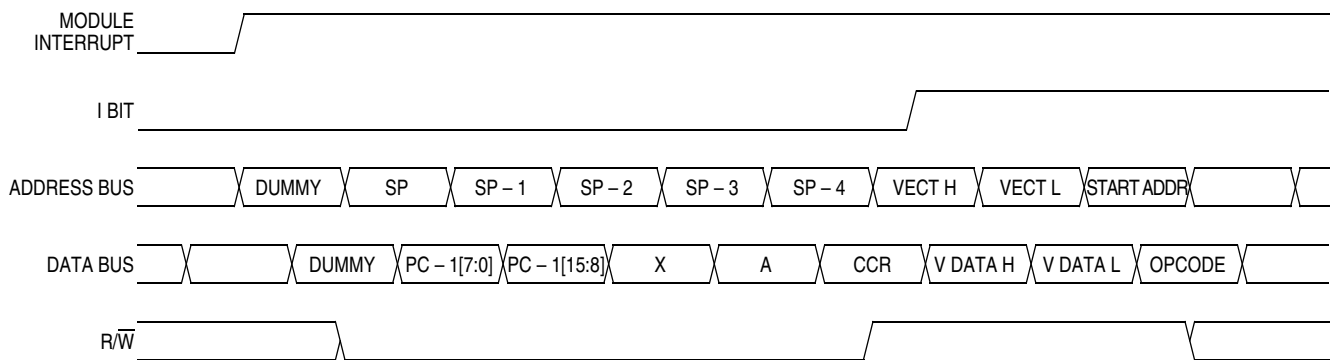 MODULE
INTERRUPT
I BIT
ADDRESS BUS DUMMY SP SP – 1 SP – 2 SP – 3 SP – 4 VECT H VECT L START ADDR
DATA BUS DUMMY PC – 1[7:0] PC – 1[15:8] X A CCR V DATA H V DATA L OPCODE
R/W̅